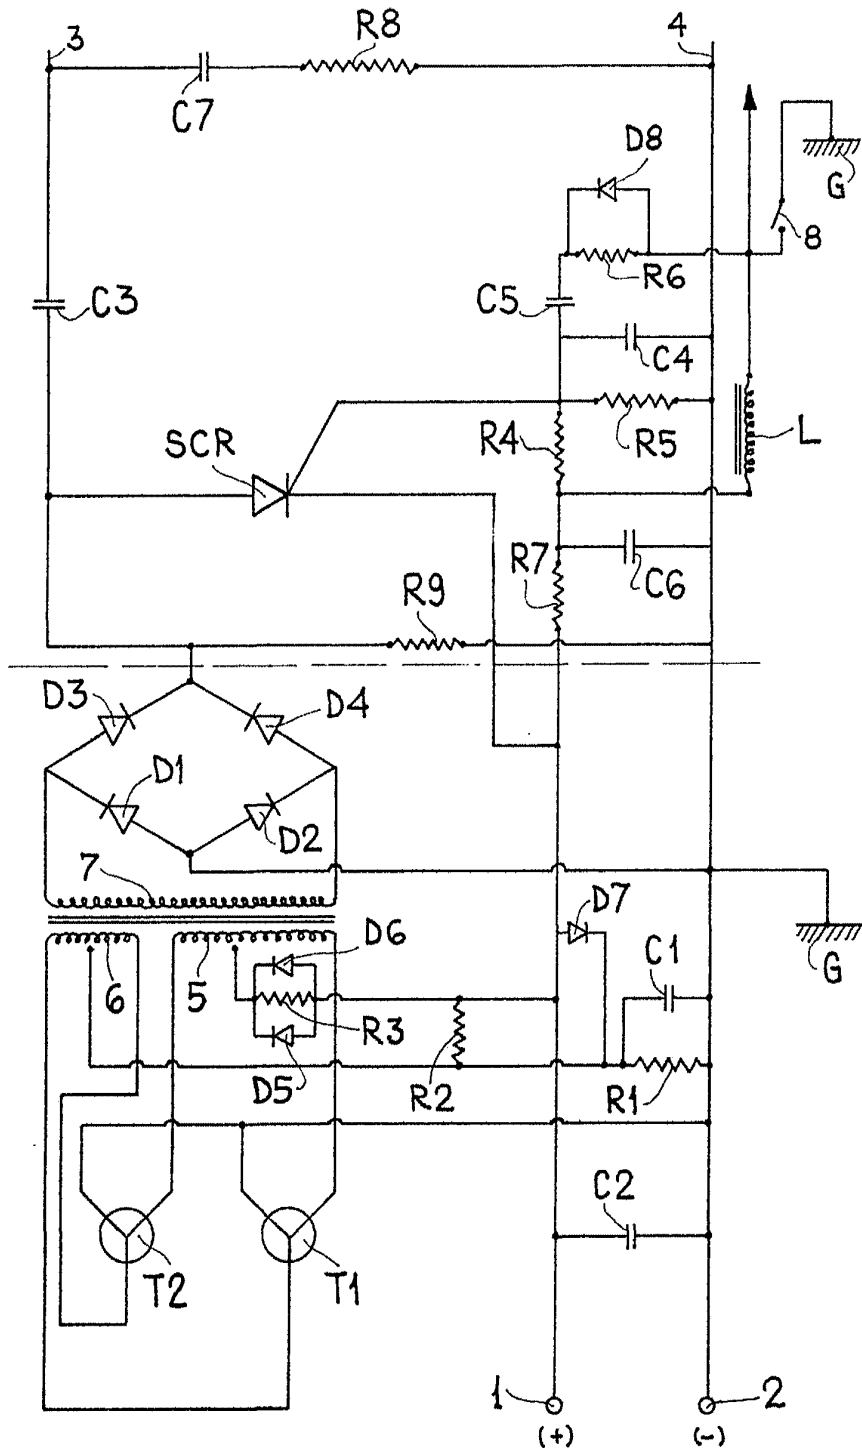 3 R8 4
C7
G
D8
8
R6
C3 C5
C4
SCR R4 R5 L
R7 C6
R9
D3 D4
D1
D2
7
D7
D6 C1
6 5 G
R3
D5 R2 R1
C2
T2 T1
1 2
(+) (-)